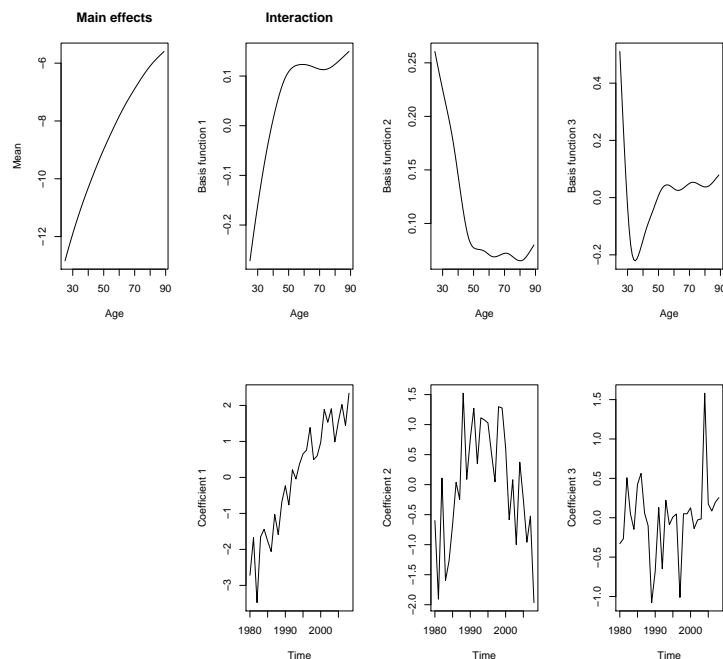 Main effects
Interaction
Mean
−12 −10 −8 −6
30 50 70 90
Age
Basis function 1
−0.2 0.0 0.1
30 50 70 90
Age
Basis function 2
0.10 0.15 0.20 0.25
30 50 70 90
Age
Basis function 3
−0.2 0.0 0.2 0.4
30 50 70 90
Age
Coefficient 1
−3 −2 −1 0 1 2
1980 1990 2000
Time
Coefficient 2
−2.0 −1.5 −1.0 −0.5 0.0 0.5 1.0 1.5
1980 1990 2000
Time
Coefficient 3
−1.0 −0.5 0.0 0.5 1.0 1.5
1980 1990 2000
Time